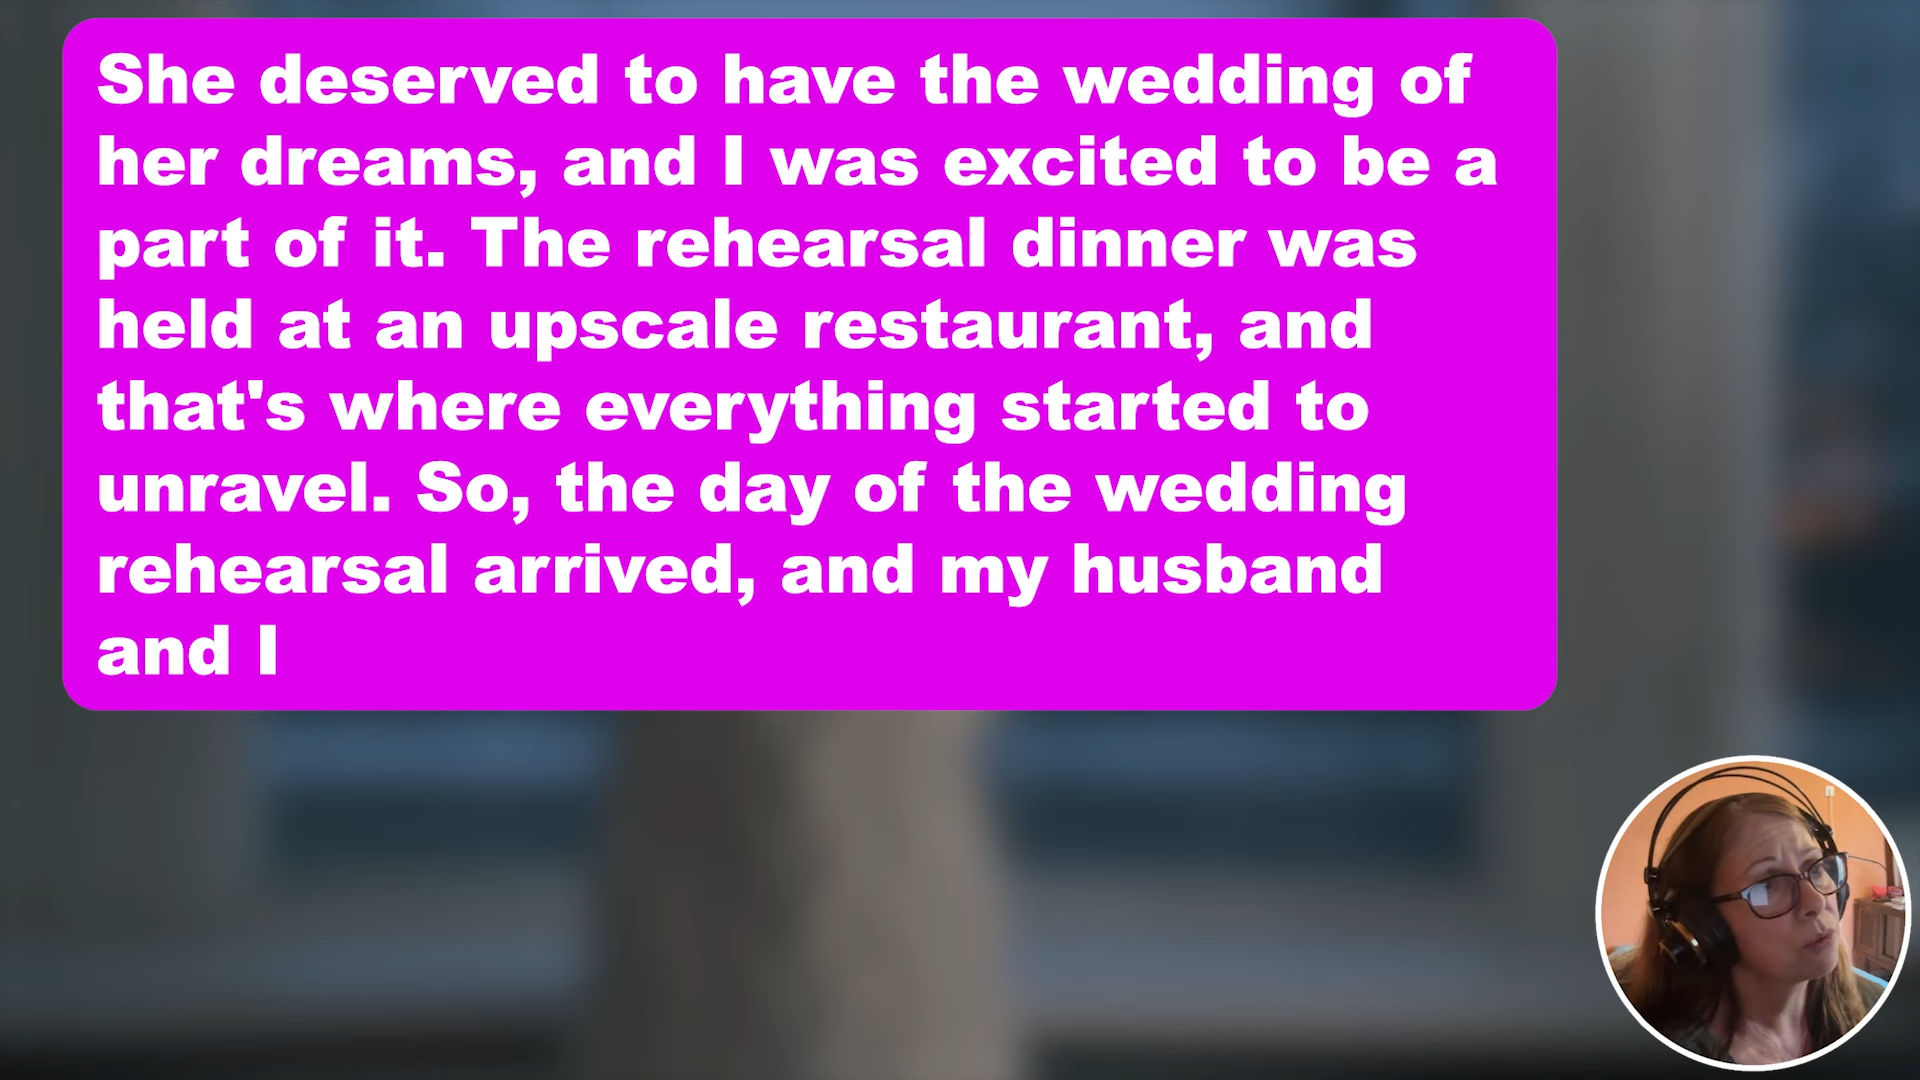 She deserved to have the wedding of
her dreams, and I was excited to be a
part of it. The rehearsal dinner was
held at an upscale restaurant, and
that's where everything started to
unravel. So, the day of the wedding
rehearsal arrived, and my husband
and I